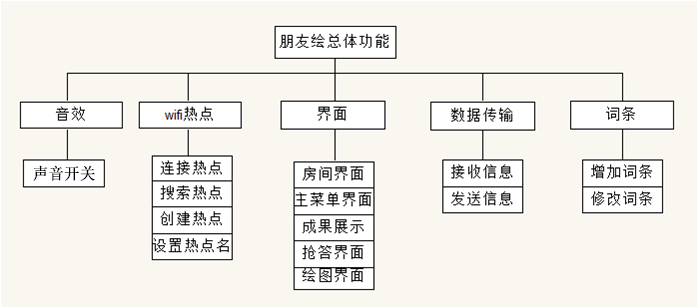 朋友绘总体功能
音效
wifi热点
界面
数据传输
词条
声音开关
连接热点
搜索热点
创建热点
设置热点名
房间界面
主菜单界面
成果展示
抢答界面
绘图界面
接收信息
发送信息
增加词条
修改词条